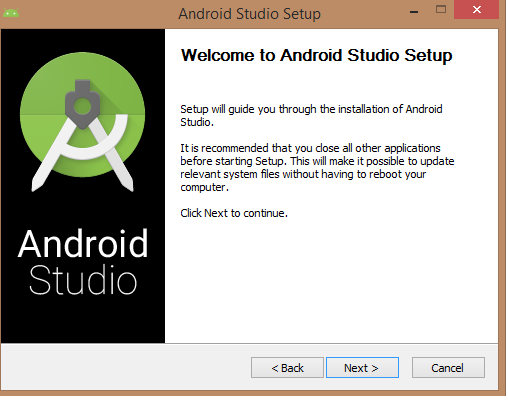 Android Studio Setup
Welcome to Android Studio Setup
Setup will guide you through the installation of Android
Studio.
It is recommended that you close all other applications
before starting Setup. This will make it possible to update
relevant system files without having to reboot your
computer.
Click Next to continue.
Android
Studio
< Back
Next >
Cancel